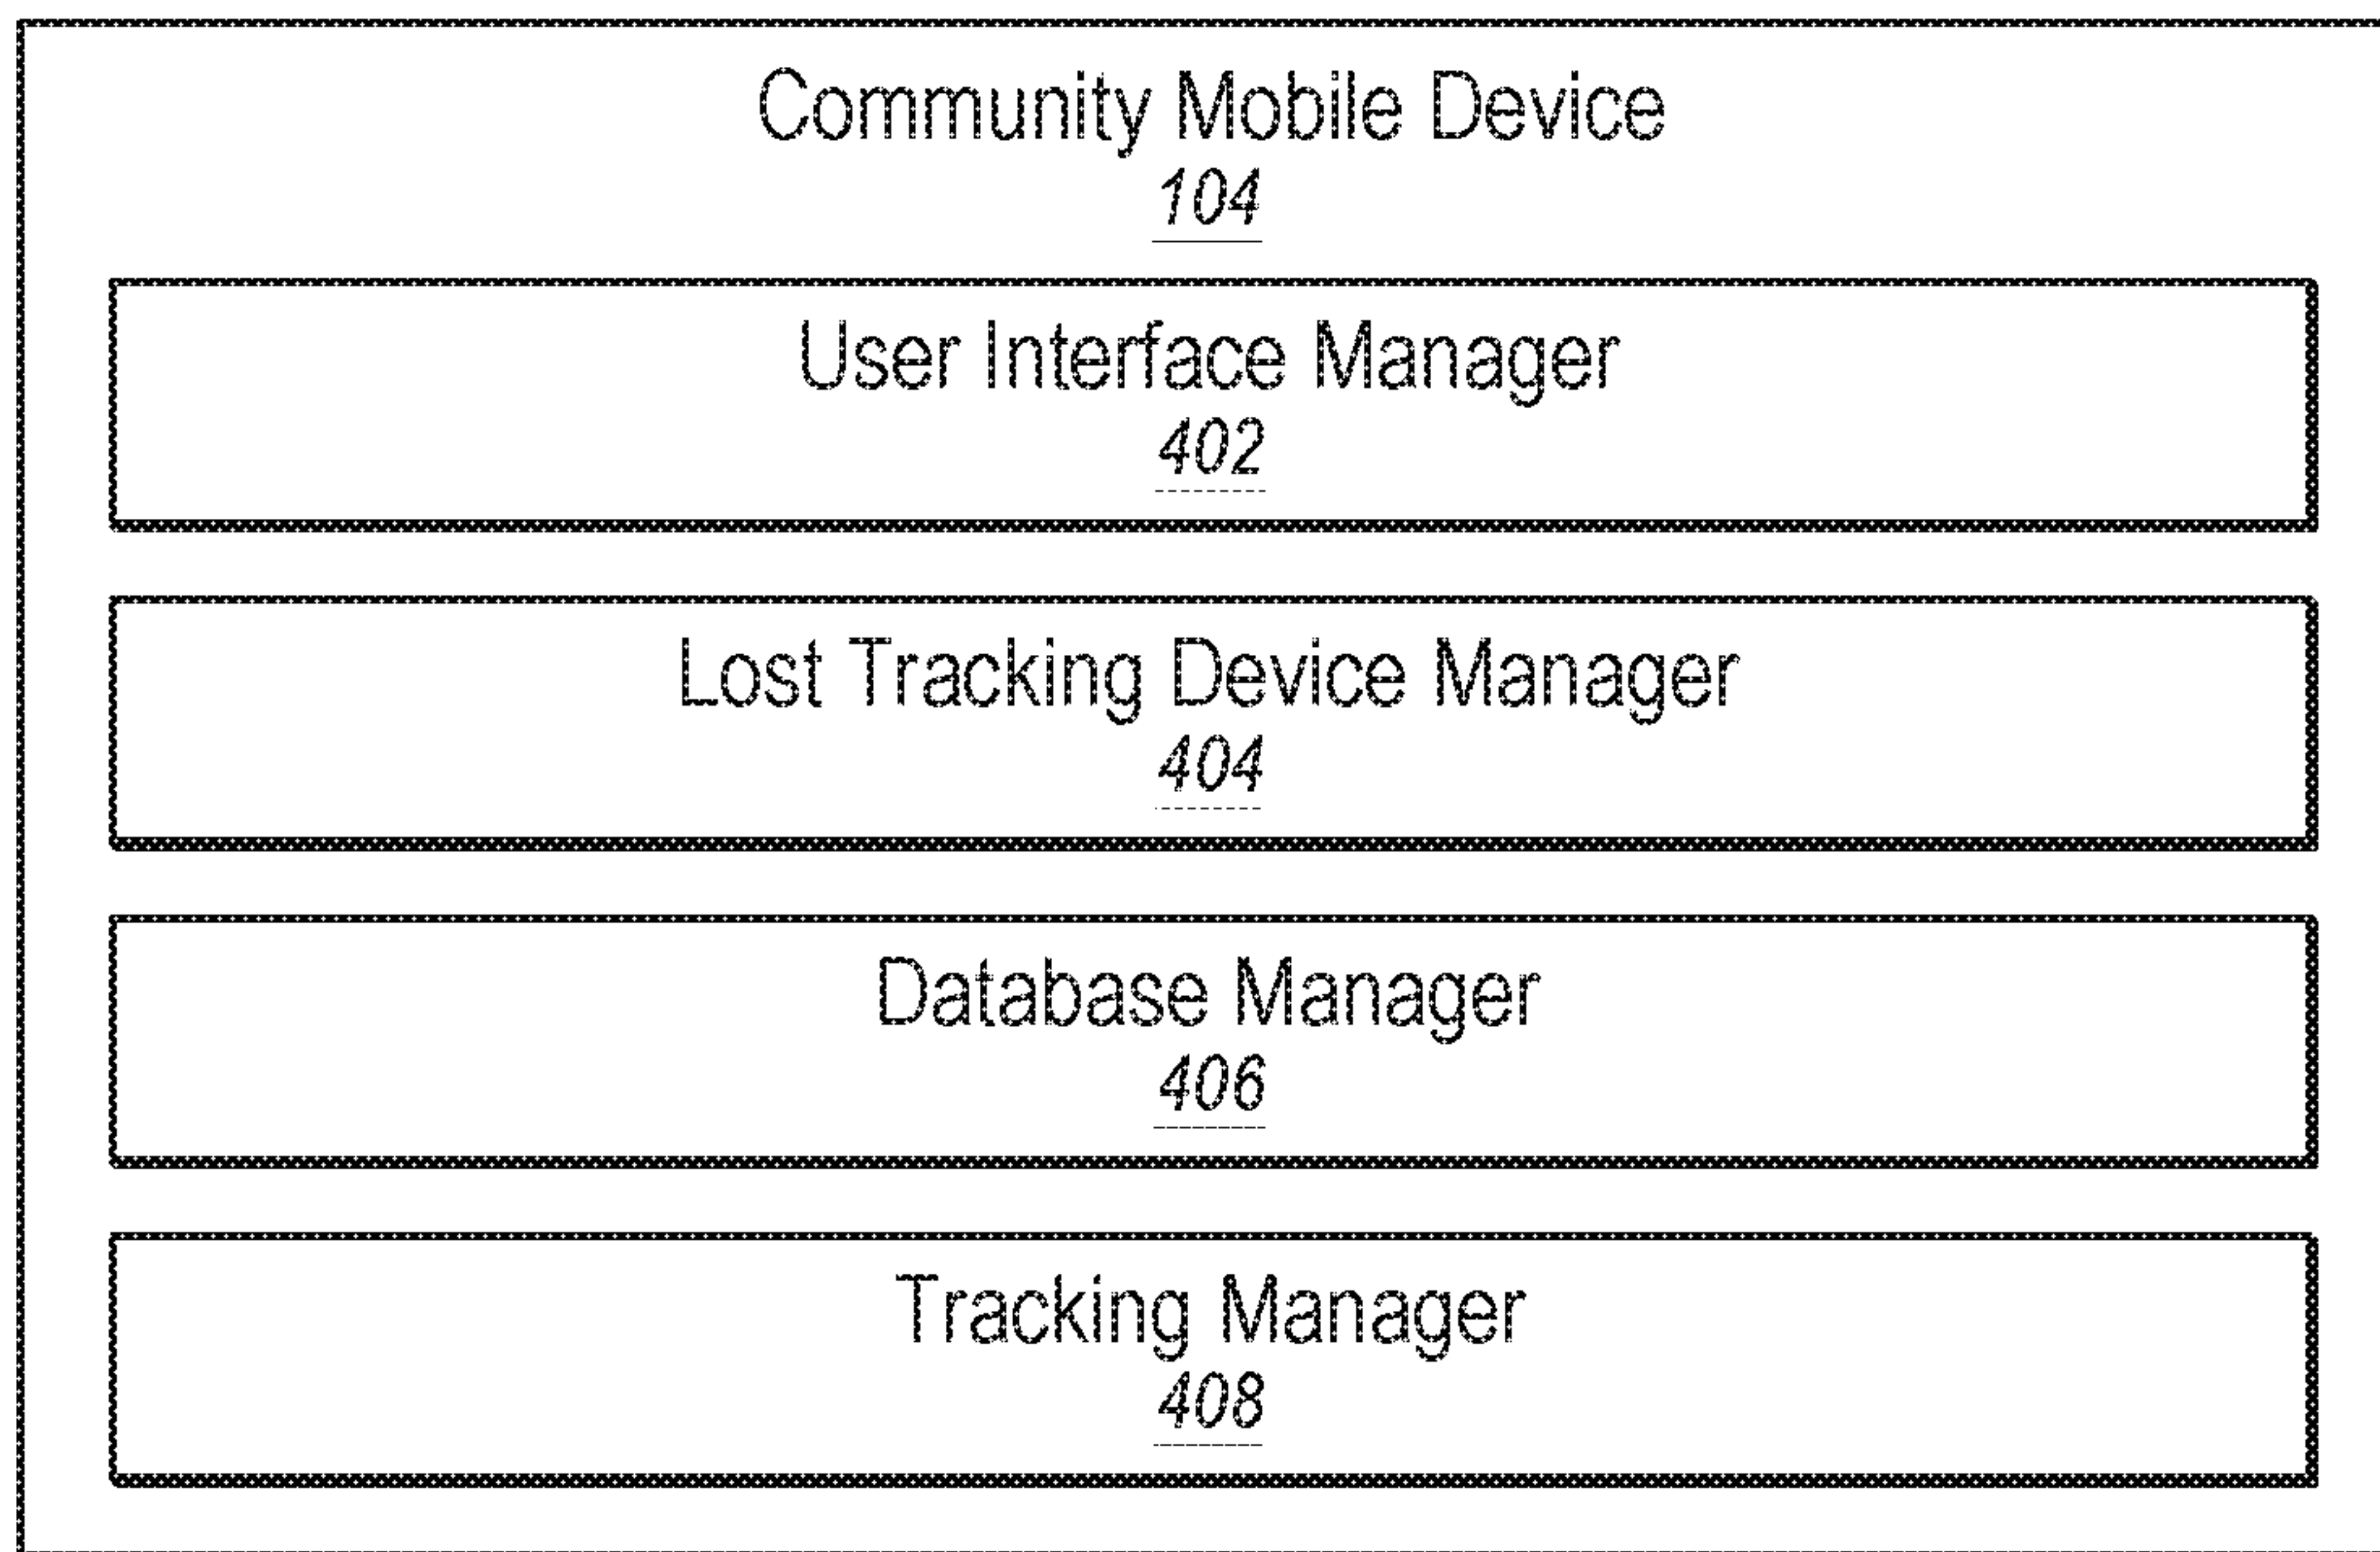 Community Mobile Device
104
User Interface Manager
402
Lost Tracking Device Manager
404
Database Manager
406
Tracking Manager
408